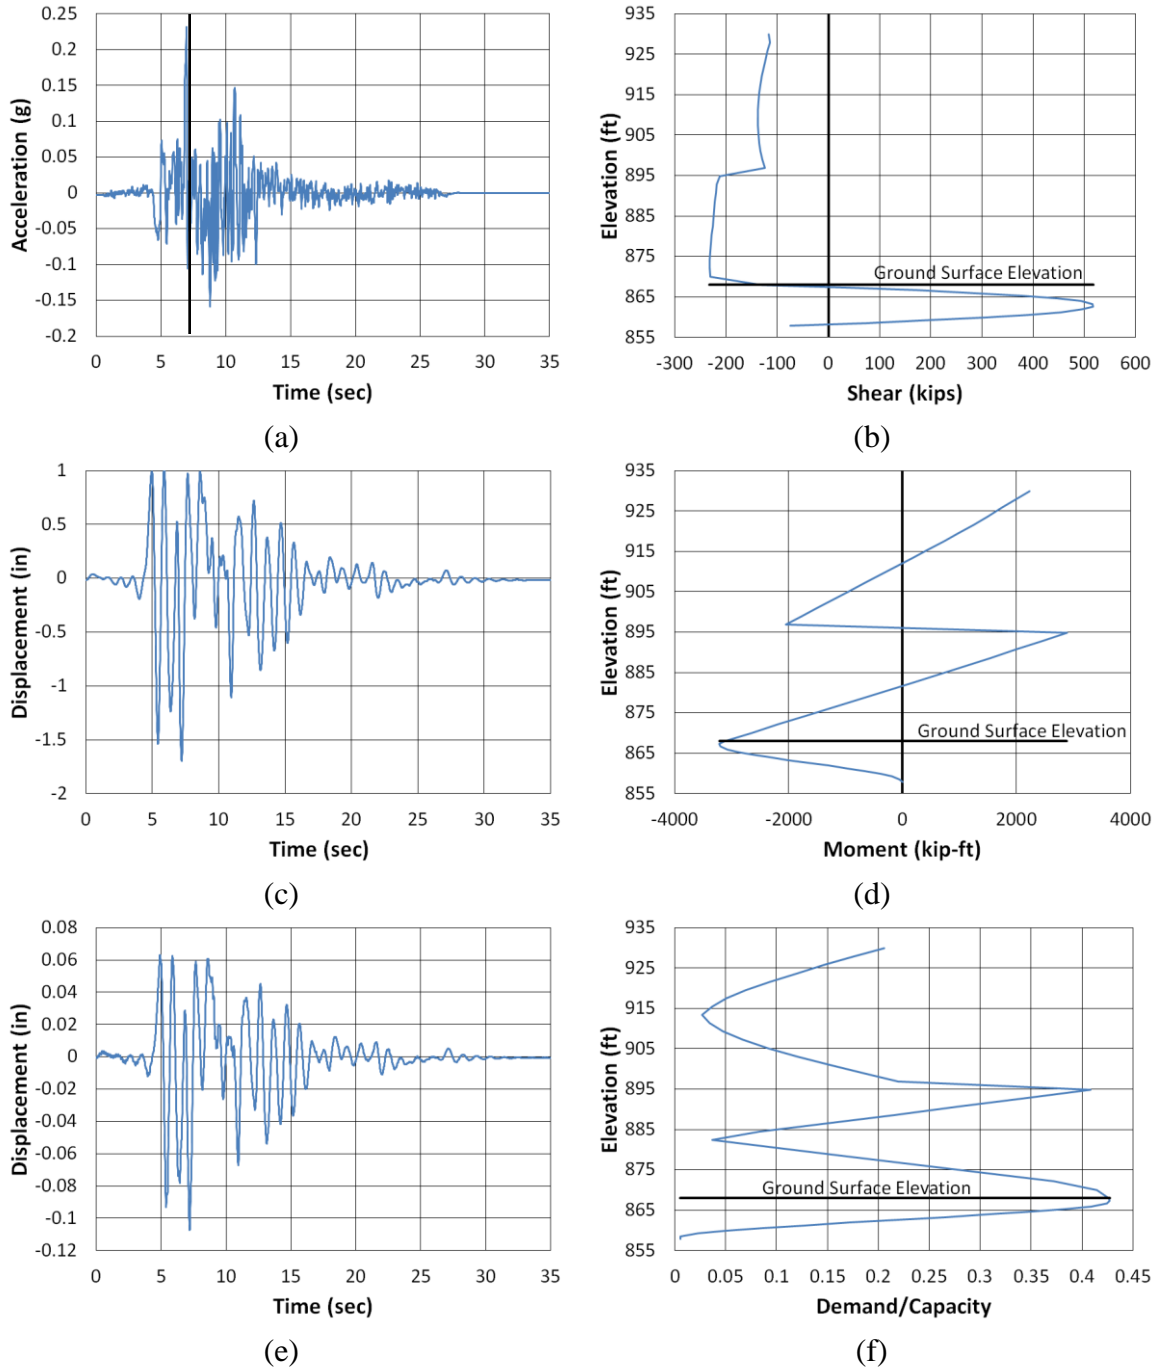 0.25
0.2
0.15
0.1
0.05
0
-0.05
-0.1
-0.15
-0.2
Acceleration (g)
0 5 10 15 20 25 30 35
Time (sec)
(a)
935
925
915
905
895
885
875
865
855
Elevation (ft)
Ground Surface Elevation
-300 -200 -100 0 100 200 300 400 500 600
Shear (kips)
(b)
1
0.5
0
-0.5
-1
-1.5
-2
Displacement (in)
0 5 10 15 20 25 30 35
Time (sec)
(c)
935
925
915
905
895
885
875
865
855
Elevation (ft)
Ground Surface Elevation
-4000 -2000 0 2000 4000
Moment (kip-ft)
(d)
0.08
0.06
0.04
0.02
0
-0.02
-0.04
-0.06
-0.08
-0.1
-0.12
Displacement (in)
0 5 10 15 20 25 30 35
Time (sec)
(e)
935
925
915
905
895
885
875
865
855
Elevation (ft)
Ground Surface Elevation
0 0.05 0.1 0.15 0.2 0.25 0.3 0.35 0.4 0.45
Demand/Capacity
(f)